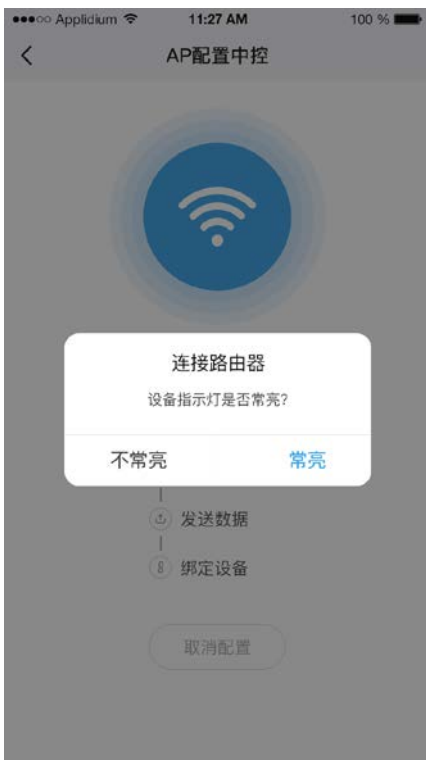 Applidium 11:27 AM 100 %
AP配置中控
连接路由器
设备指示灯是否常亮?
不常亮 常亮
发送数据
绑定设备
取消配置